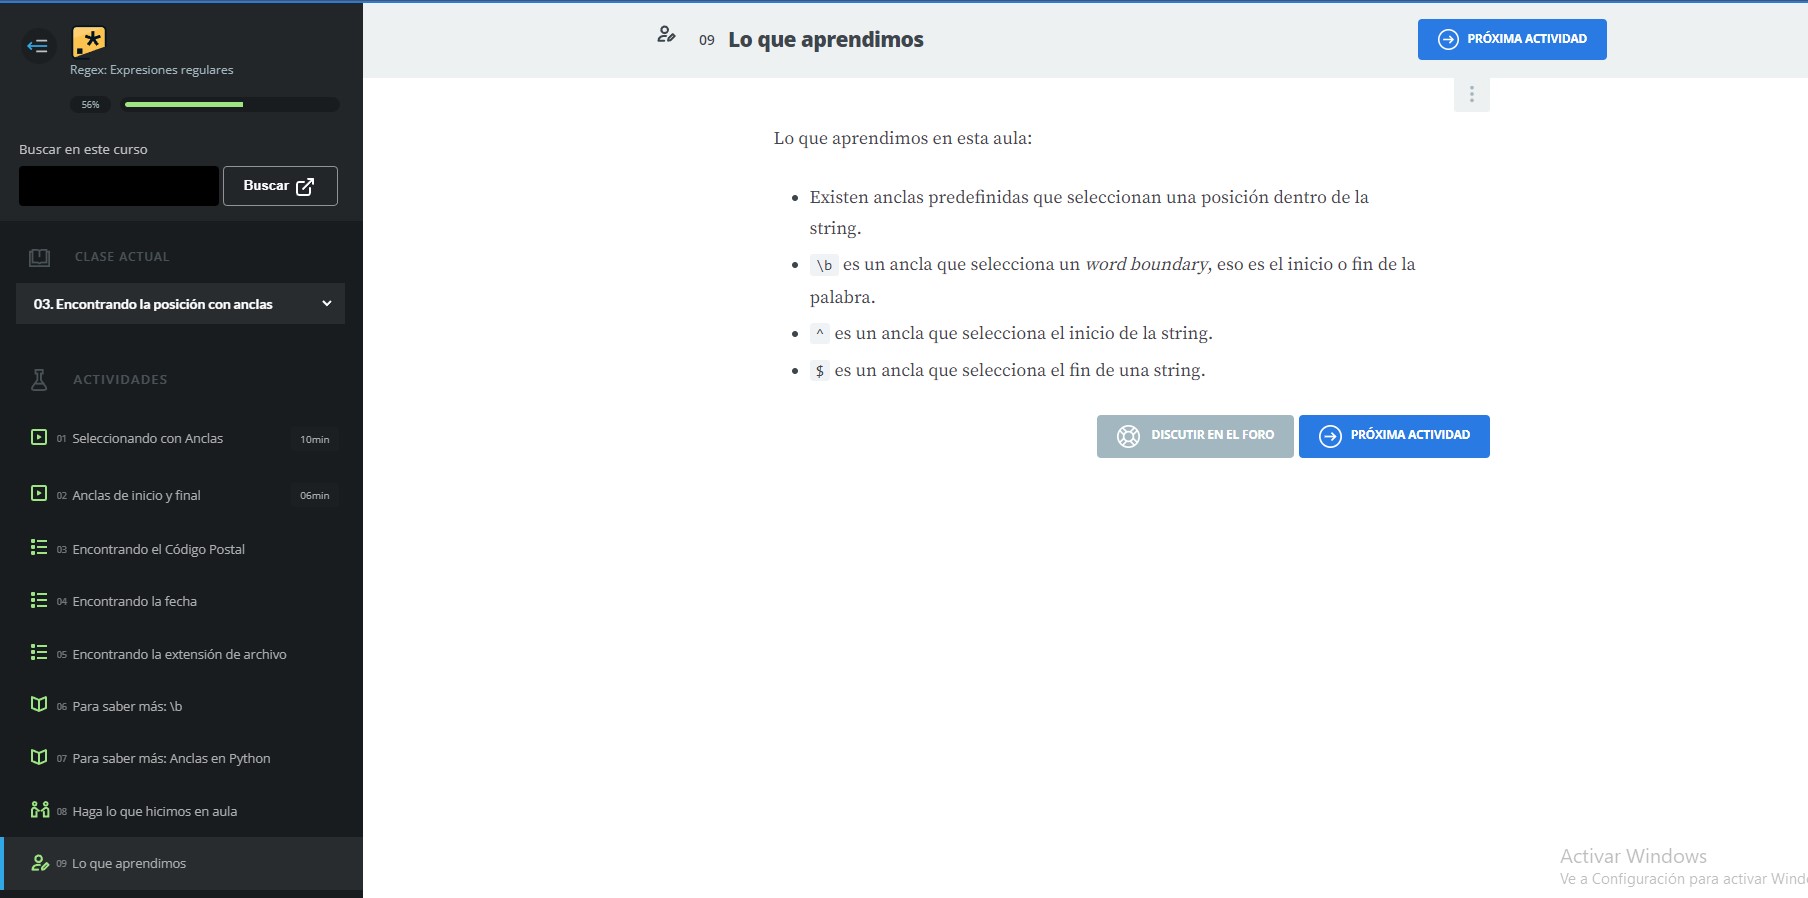 Regex: Expresiones regulares
56%
Buscar en este curso
Buscar
CLASE ACTUAL
03. Encontrando la posición con anclas
ACTIVIDADES
01 Seleccionando con Anclas 10min
02 Anclas de inicio y final 06min
03 Encontrando el Código Postal
04 Encontrando la fecha
05 Encontrando la extensión de archivo
06 Para saber más: \b
07 Para saber más: Anclas en Python
08 Haga lo que hicimos en aula
09 Lo que aprendimos
09 Lo que aprendimos
PRÓXIMA ACTIVIDAD
Lo que aprendimos en esta aula:
• Existen anclas predefinidas que seleccionan una posición dentro de la
string.
• \b es un ancla que selecciona un word boundary, eso es el inicio o fin de la
palabra.
• ^ es un ancla que selecciona el inicio de la string.
• $ es un ancla que selecciona el fin de una string.
DISCUTIR EN EL FORO
PRÓXIMA ACTIVIDAD
Activar Windows
Ve a Configuración para activar Wind